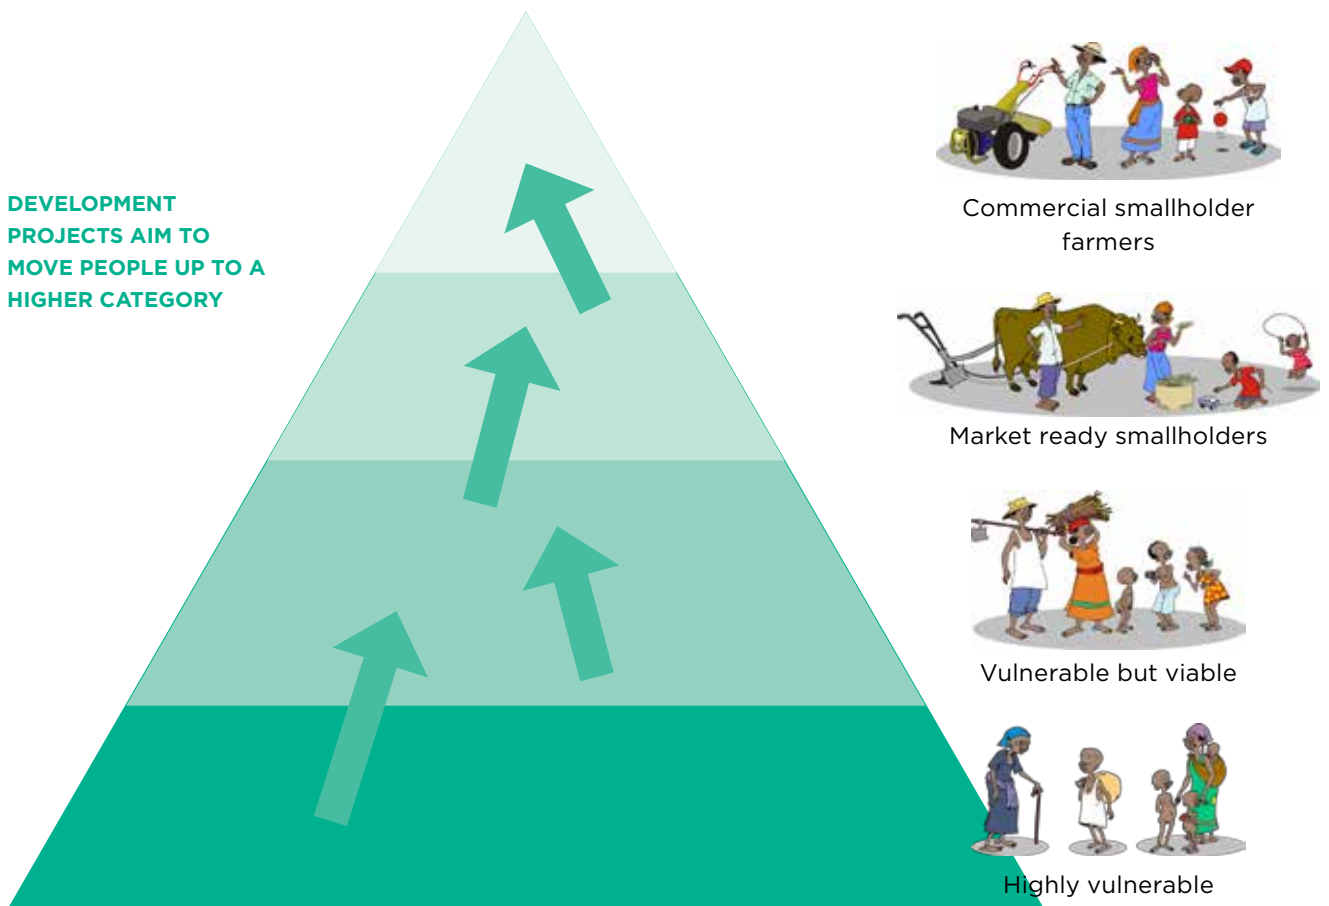 DEVELOPMENT
PROJECTS AIM TO
MOVE PEOPLE UP TO A
HIGHER CATEGORY
Commercial smallholder
farmers
Market ready smallholders
Vulnerable but viable
Highly vulnerable